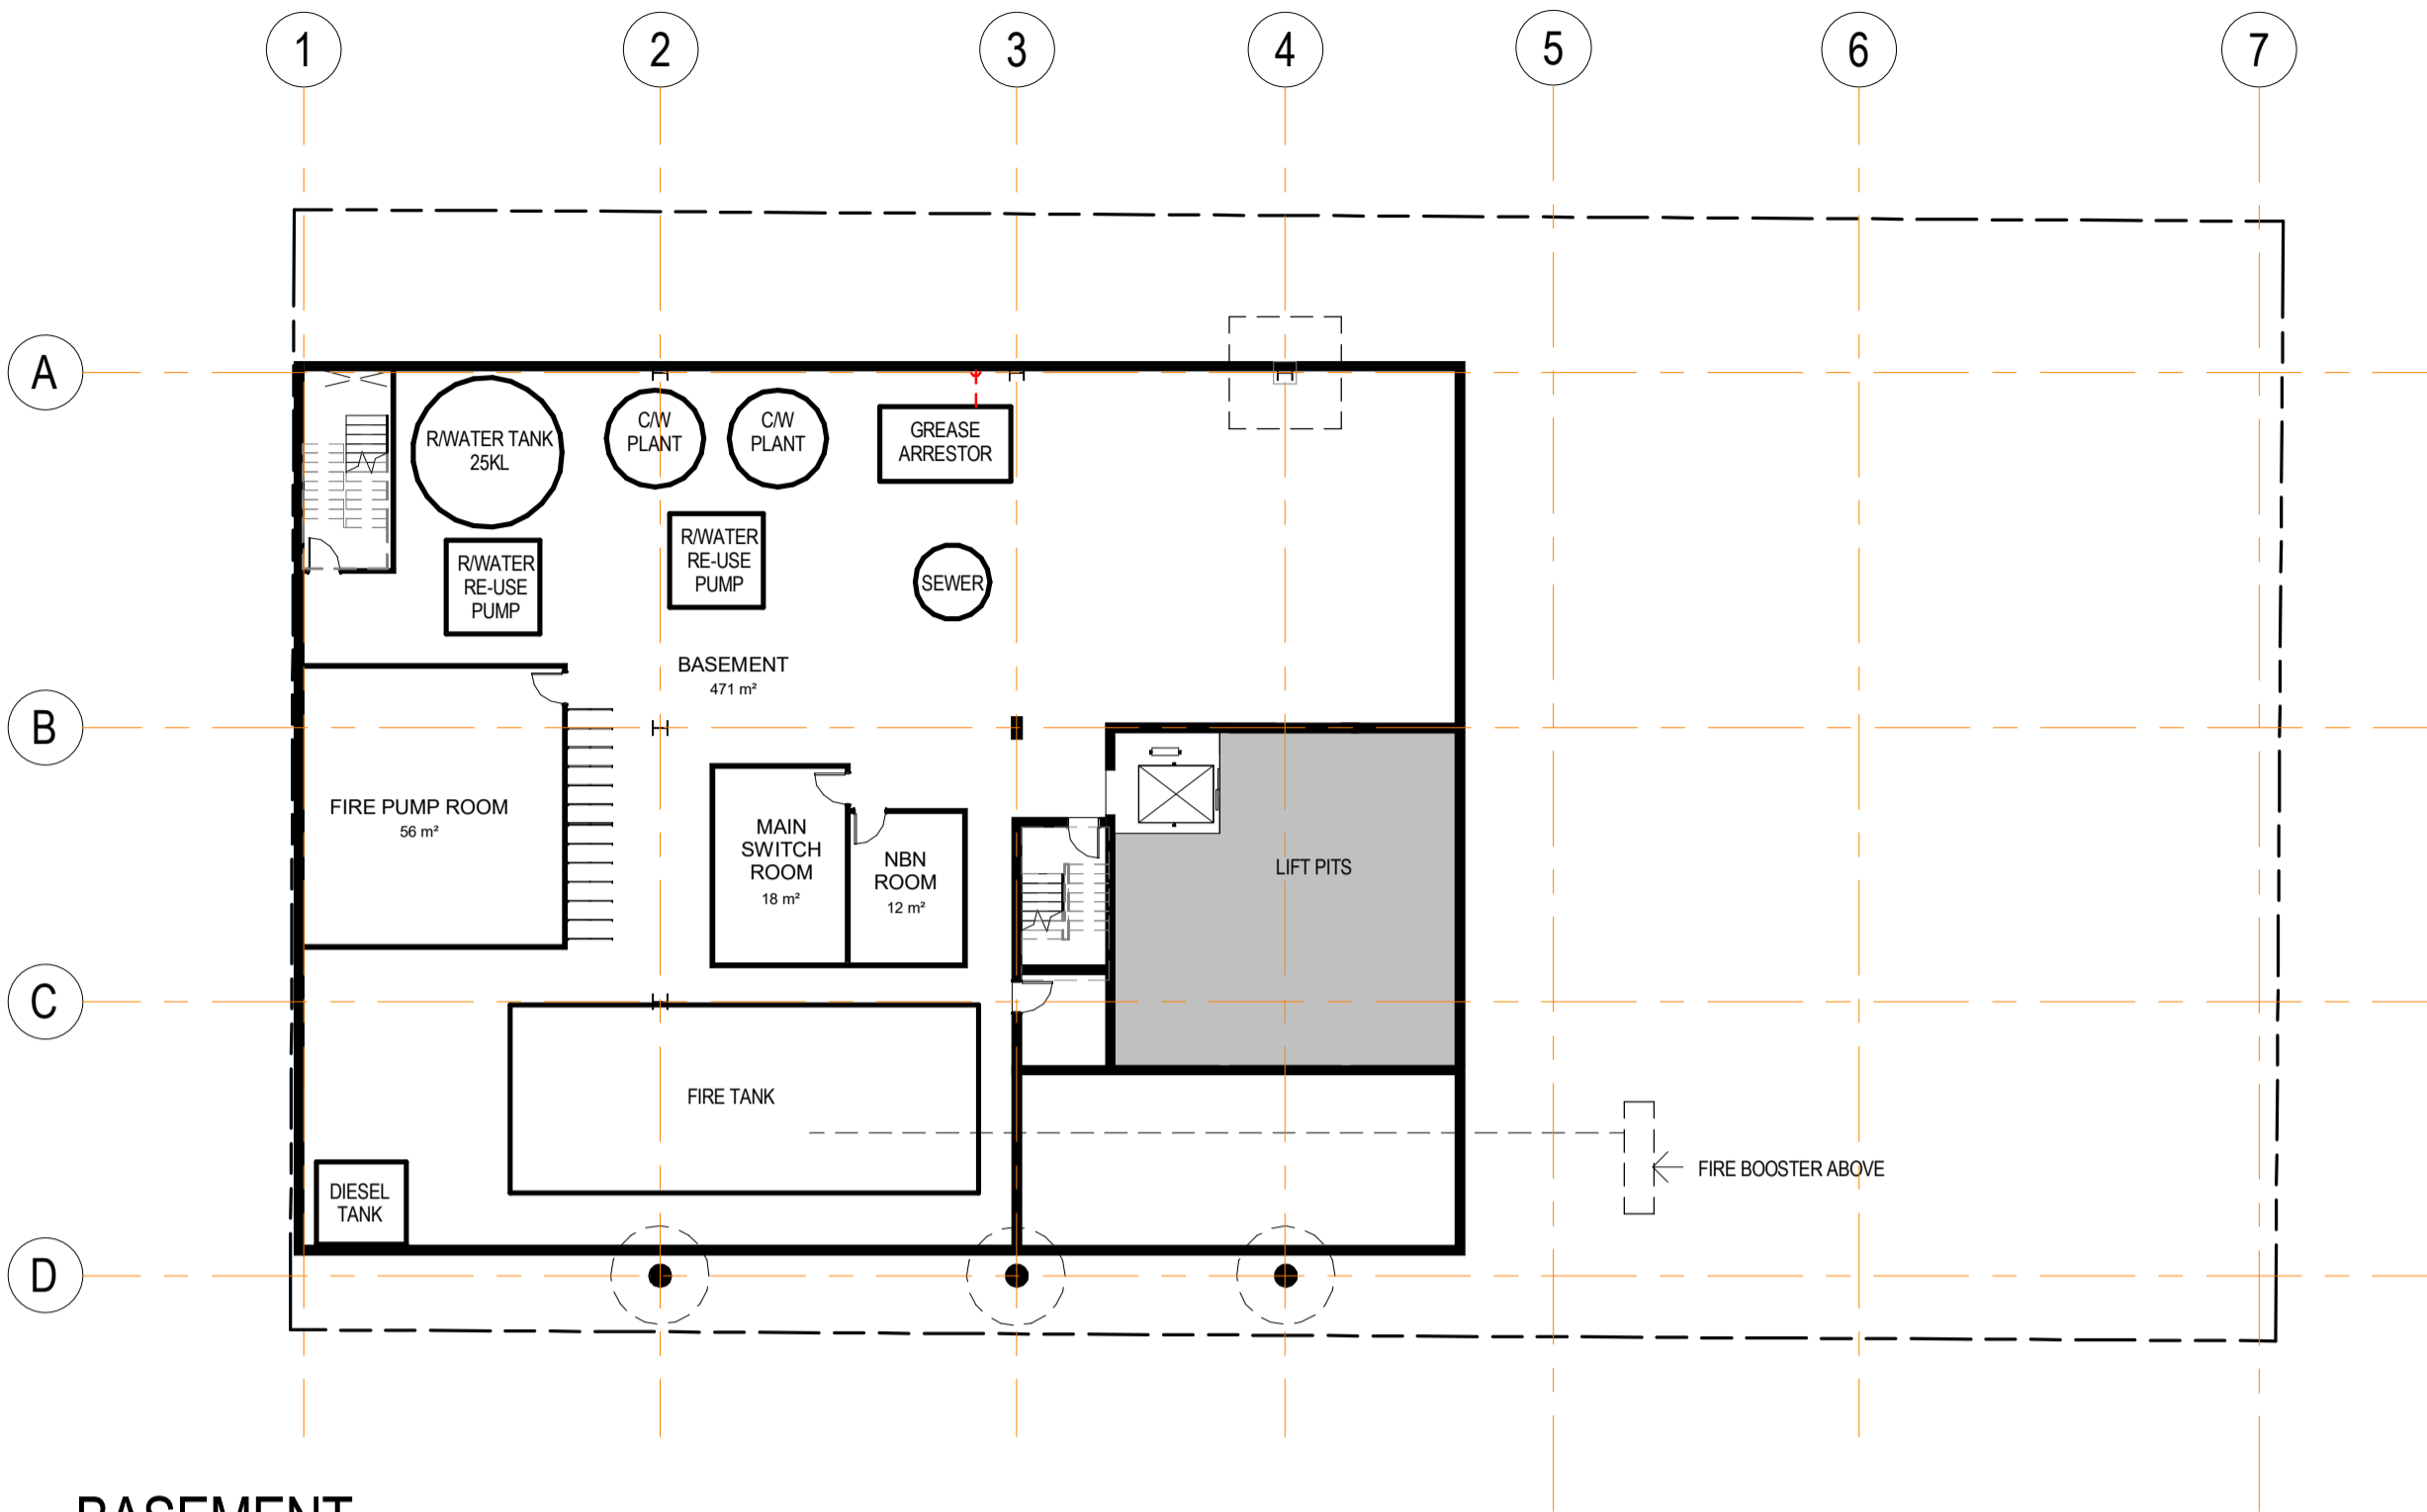 1
2
3
4
5
6
7
A
B
C
D
R/WATER TANK
25KL
C/W
PLANT
C/W
PLANT
GREASE
ARRESTOR
R/WATER
RE-USE
PUMP
R/WATER
RE-USE
PUMP
SEWER
BASEMENT
471 m²
FIRE PUMP ROOM
56 m²
MAIN
SWITCH
ROOM
18 m²
NBN
ROOM
12 m²
LIFT PITS
FIRE TANK
FIRE BOOSTER ABOVE
DIESEL
TANK
BASEMENT